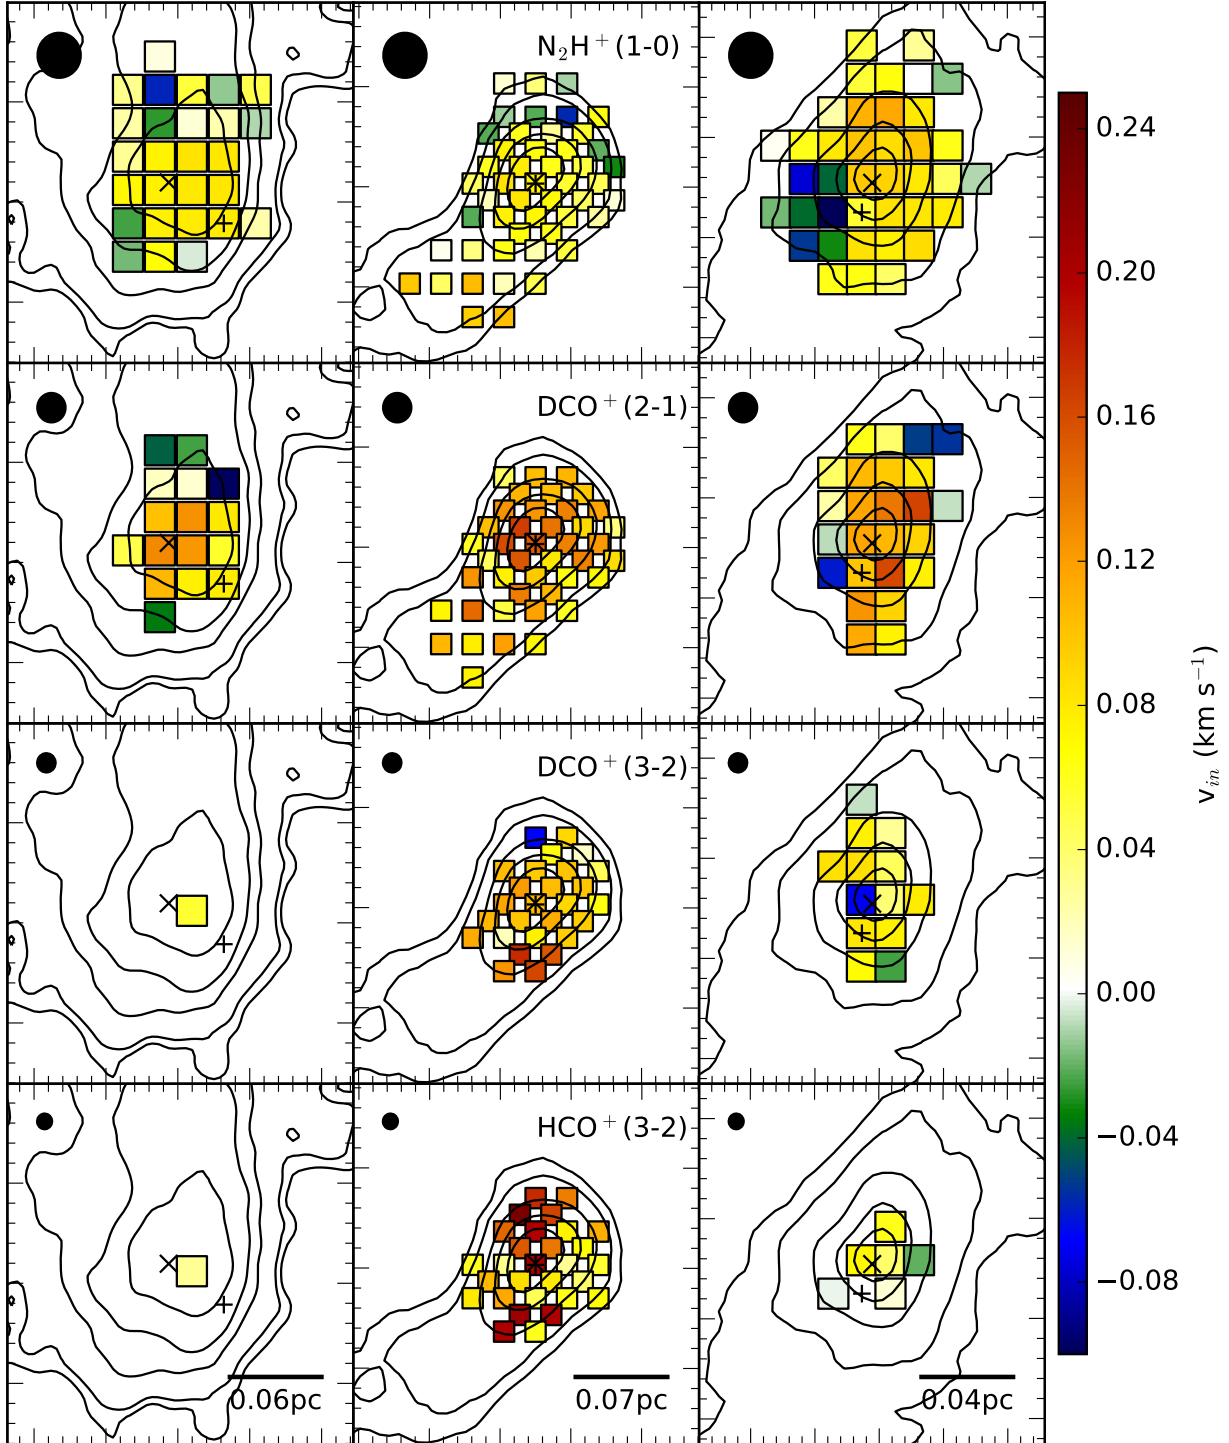 N₂H⁺(1-0)
DCO⁺(2-1)
DCO⁺(3-2)
HCO⁺(3-2)
0.06pc
0.07pc
0.04pc
0.24
0.20
0.16
0.12
0.08
0.04
0.00
−0.04
−0.08
v_in (km s⁻¹)